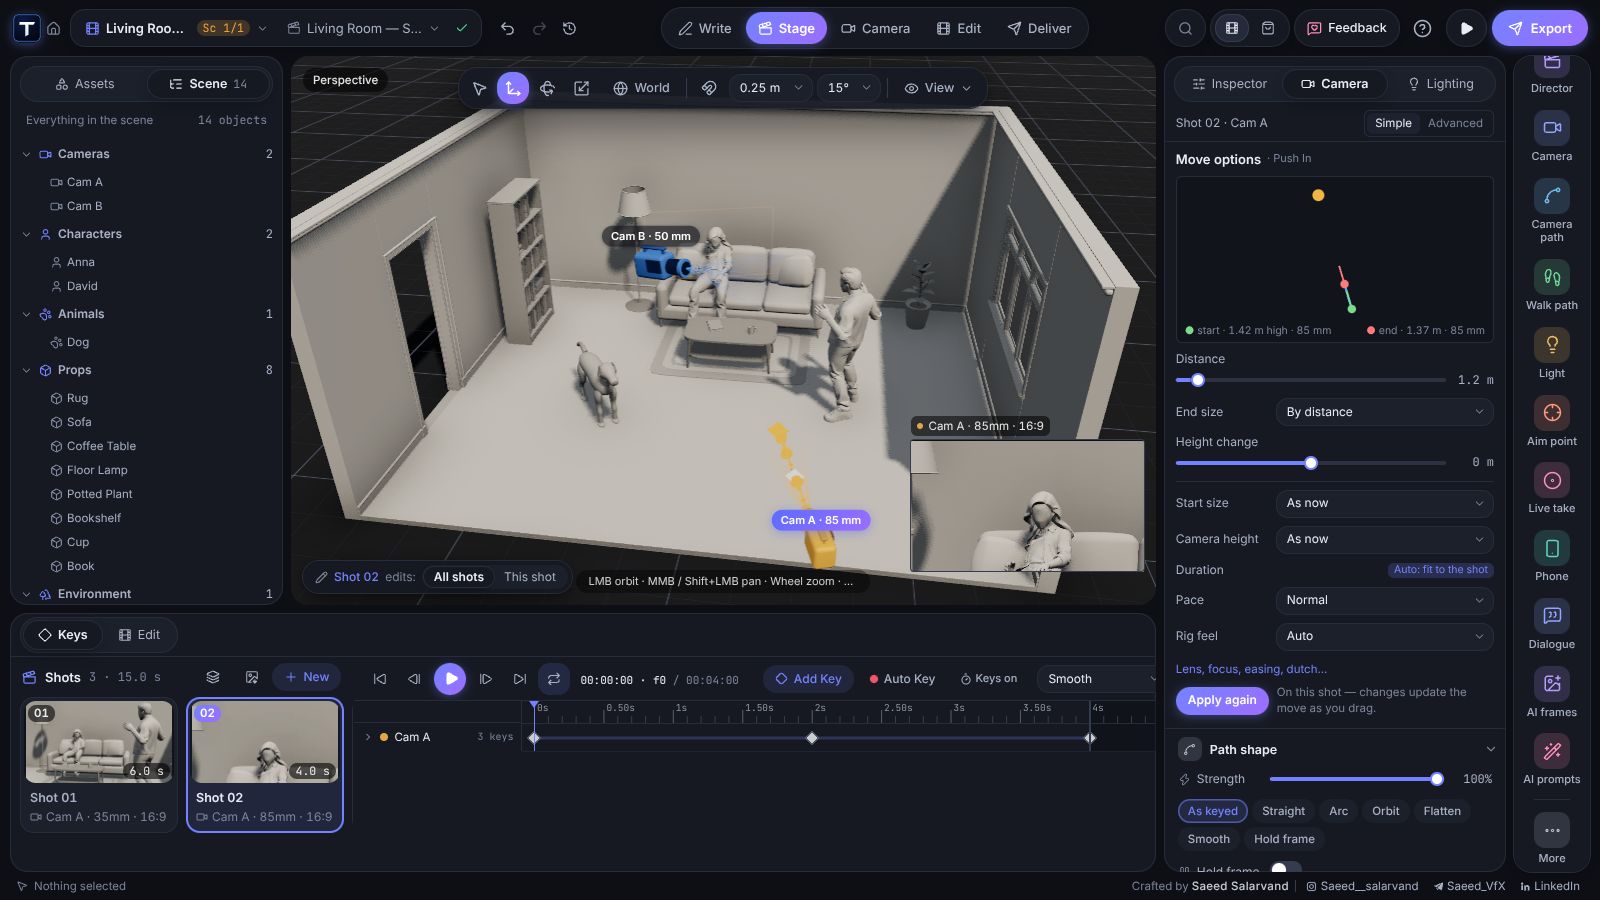 T
Living Roo...
Sc 1/1
Living Room — S...
Write
Stage
Camera
Edit
Deliver
Feedback
Export
Assets
Scene 14
Everything in the scene
14 objects
Cameras 2
Cam A
Cam B
Characters 2
Anna
David
Animals 1
Dog
Props 8
Rug
Sofa
Coffee Table
Floor Lamp
Potted Plant
Bookshelf
Cup
Book
Environment 1
Perspective
World
0.25 m
15°
View
Cam B · 50 mm
Cam A · 85mm · 16:9
Cam A · 85 mm
Shot 02 edits:
All shots
This shot
LMB orbit · MMB / Shift+LMB pan · Wheel zoom · ...
Inspector
Camera
Lighting
Shot 02 · Cam A
Simple
Advanced
Move options · Push In
start · 1.42 m high · 85 mm
end · 1.37 m · 85 mm
Distance
1.2 m
End size
By distance
Height change
0 m
Start size
As now
Camera height
As now
Duration
Auto: fit to the shot
Pace
Normal
Rig feel
Auto
Lens, focus, easing, dutch...
Apply again
On this shot — changes update the
move as you drag.
Path shape
Strength
100%
As keyed
Straight
Arc
Orbit
Flatten
Smooth
Hold frame
Hold frame
Director
Camera
Camera
path
Walk path
Light
Aim point
Live take
Phone
Dialogue
AI frames
AI prompts
More
Keys
Edit
Shots 3 · 15.0 s
New
00:00:00 · f0 / 00:04:00
Add Key
Auto Key
Keys on
Smooth
0s
0.50s
1s
1.50s
2s
2.50s
3s
3.50s
4s
Cam A
3 keys
01
6.0 s
Shot 01
Cam A · 35mm · 16:9
02
4.0 s
Shot 02
Cam A · 85mm · 16:9
Nothing selected
Crafted by Saeed Salarvand
Saeed__salarvand
Saeed_VfX
LinkedIn